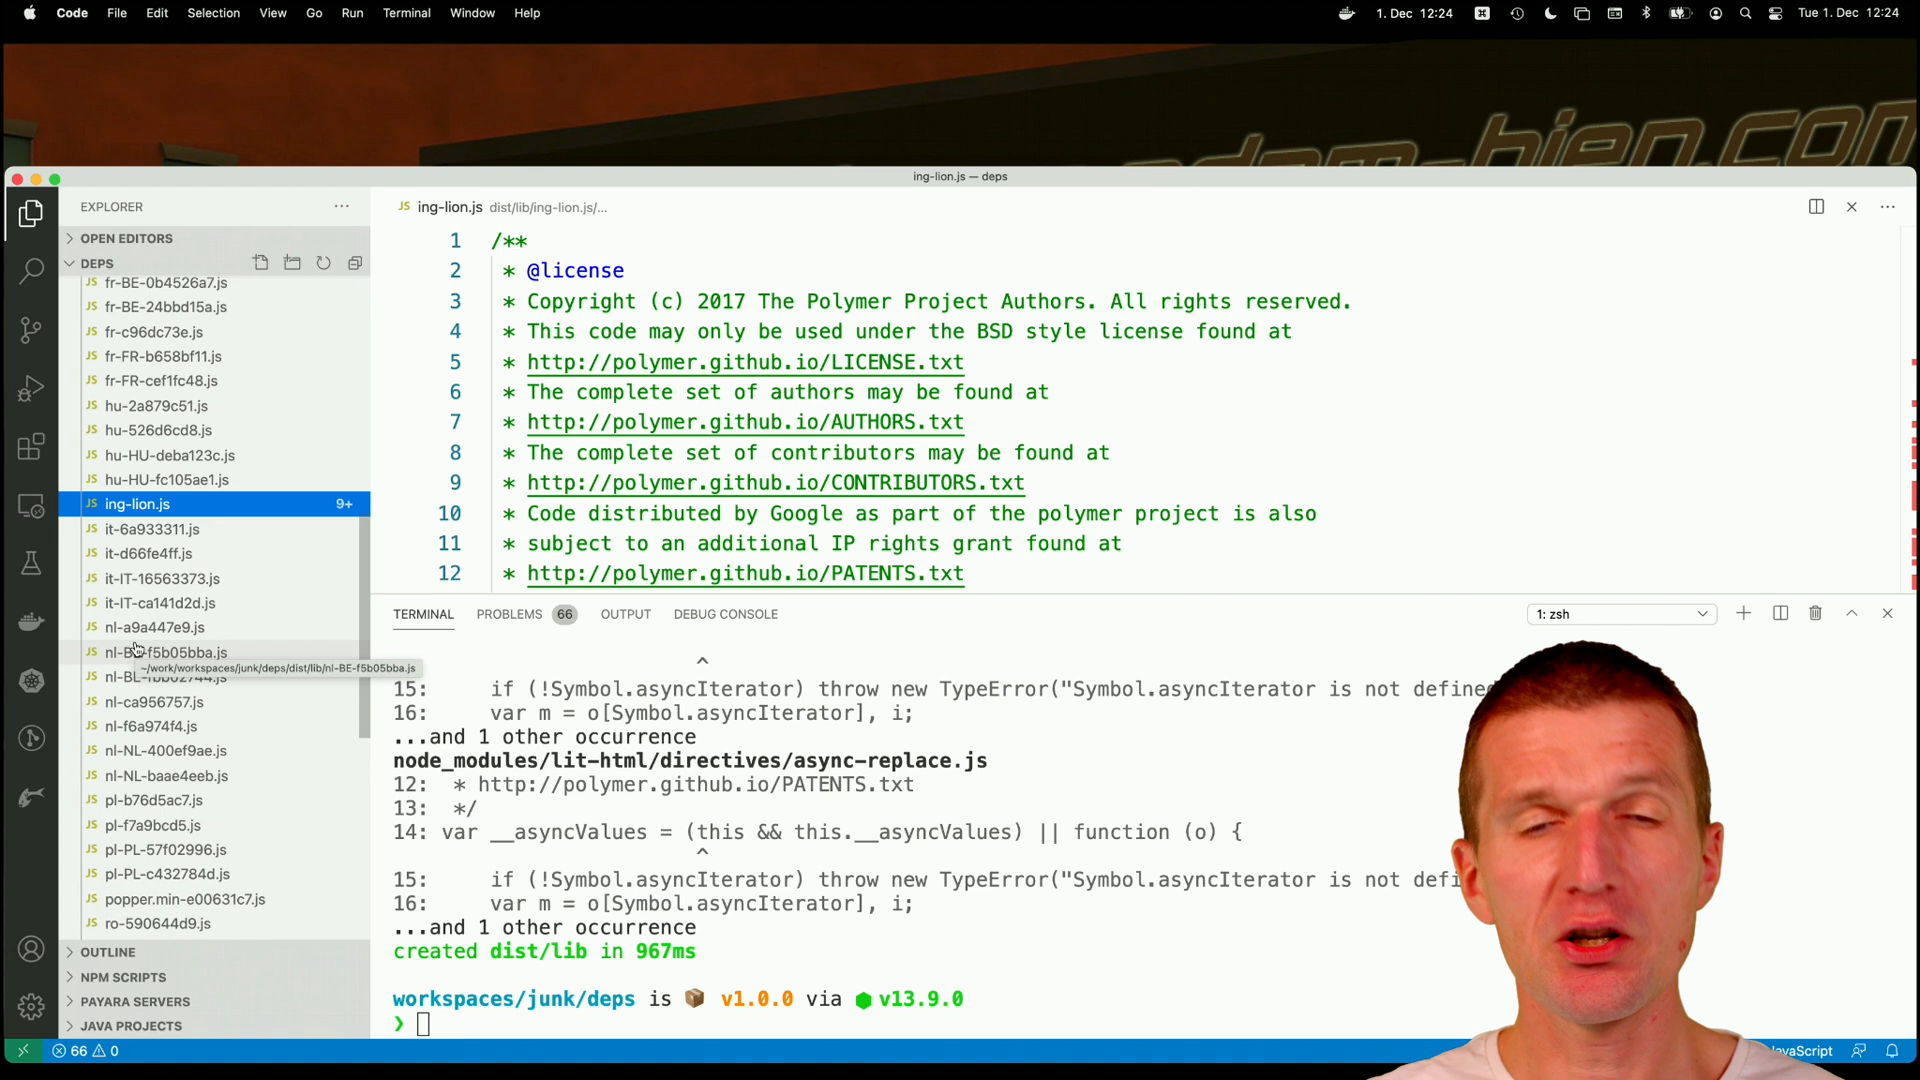 Code File Edit Selection View Go Run Terminal Window Help
1. Dec 12:24
Tue 1. Dec 12:24
adam-bien.com
ing-lion.js — deps
EXPLORER
OPEN EDITORS
DEPS
fr-BE-0b4526a7.js
fr-BE-24bbd15a.js
fr-c96dc73e.js
fr-FR-b658bf11.js
fr-FR-cef1fc48.js
hu-2a879c51.js
hu-526d6cd8.js
hu-HU-deba123c.js
hu-HU-fc105ae1.js
ing-lion.js 9+
it-6a933311.js
it-d66fe4ff.js
it-IT-16563373.js
it-IT-ca141d2d.js
nl-a9a447e9.js
nl-BE-f5b05bba.js
~/work/workspaces/junk/deps/dist/lib/nl-BE-f5b05bba.js
nl-ca956757.js
nl-f6a974f4.js
nl-NL-400ef9ae.js
nl-NL-baae4eeb.js
pl-b76d5ac7.js
pl-f7a9bcd5.js
pl-PL-57f02996.js
pl-PL-c432784d.js
popper.min-e00631c7.js
ro-590644d9.js
OUTLINE
NPM SCRIPTS
PAYARA SERVERS
JAVA PROJECTS
JS ing-lion.js dist/lib/ing-lion.js/...
1 /**
2 * @license
3 * Copyright (c) 2017 The Polymer Project Authors. All rights reserved.
4 * This code may only be used under the BSD style license found at
5 * http://polymer.github.io/LICENSE.txt
6 * The complete set of authors may be found at
7 * http://polymer.github.io/AUTHORS.txt
8 * The complete set of contributors may be found at
9 * http://polymer.github.io/CONTRIBUTORS.txt
10 * Code distributed by Google as part of the polymer project is also
11 * subject to an additional IP rights grant found at
12 * http://polymer.github.io/PATENTS.txt
TERMINAL PROBLEMS 66 OUTPUT DEBUG CONSOLE 1: zsh
^
15: if (!Symbol.asyncIterator) throw new TypeError("Symbol.asyncIterator is not define
16: var m = o[Symbol.asyncIterator], i;
...and 1 other occurrence
node_modules/lit-html/directives/async-replace.js
12: * http://polymer.github.io/PATENTS.txt
13: */
14: var __asyncValues = (this && this.__asyncValues) || function (o) {
^
15: if (!Symbol.asyncIterator) throw new TypeError("Symbol.asyncIterator is not defi
16: var m = o[Symbol.asyncIterator], i;
...and 1 other occurrence
created dist/lib in 967ms
workspaces/junk/deps is 📦 v1.0.0 via ⬢ v13.9.0
❯
66 0
JavaScript